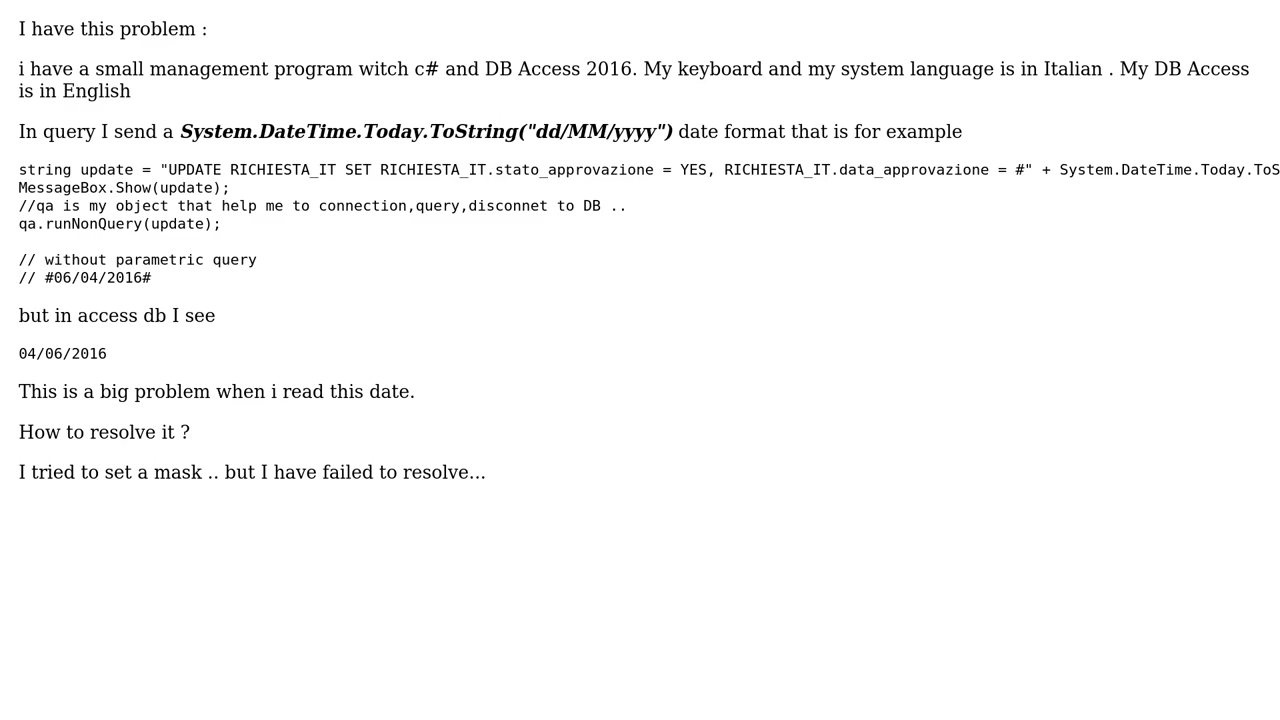 I have this problem :
i have a small management program witch c# and DB Access 2016. My keyboard and my system language is in Italian . My DB Access
is in English
In query I send a System.DateTime.Today.ToString("dd/MM/yyyy") date format that is for example
string update = "UPDATE RICHIESTA_IT SET RICHIESTA_IT.stato_approvazione = YES, RICHIESTA_IT.data_approvazione = #" + System.DateTime.Today.ToS
MessageBox.Show(update);
//qa is my object that help me to connection,query,disconnet to DB ..
qa.runNonQuery(update);
// without parametric query
// #06/04/2016#
but in access db I see
04/06/2016
This is a big problem when i read this date.
How to resolve it ?
I tried to set a mask .. but I have failed to resolve...